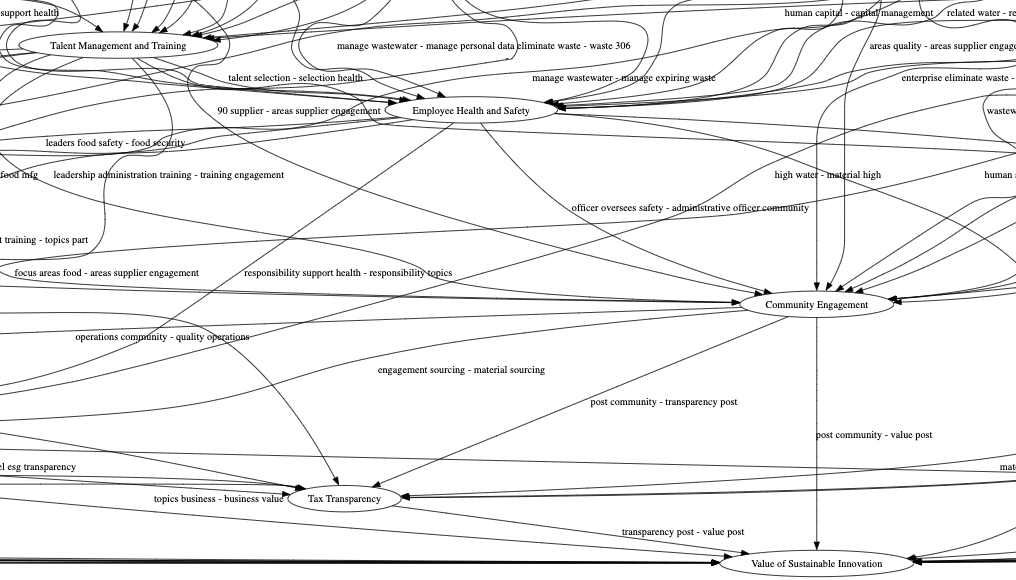 support health
human capital - capital management
related water - re
Talent Management and Training
manage wastewater - manage personal data
eliminate waste - waste 306
areas quality - areas supplier engage
talent selection - selection health
manage wastewater - manage expiring waste
enterprise eliminate waste -
90 supplier - areas supplier engagement
Employee Health and Safety
wastew
leaders food safety - food security
food mfg
leadership administration training - training engagement
high water - material high
human s
officer oversees safety - administrative officer community
t training - topics part
focus areas food - areas supplier engagement
responsibility support health - responsibility topics
Community Engagement
operations community - quality operations
engagement sourcing - material sourcing
post community - transparency post
post community - value post
el esg transparency
mate
topics business - business value
Tax Transparency
transparency post - value post
Value of Sustainable Innovation